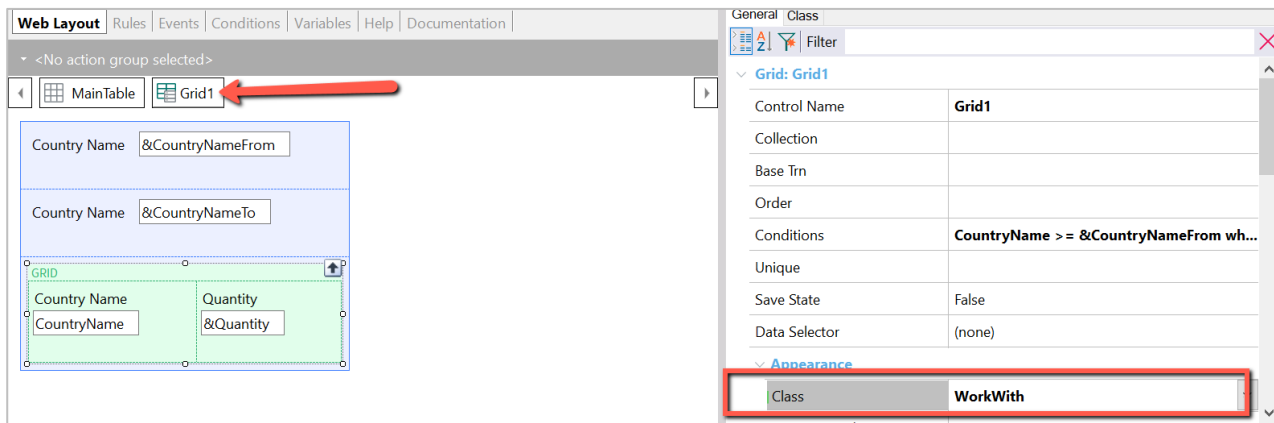 Web Layout Rules Events Conditions Variables Help Documentation
<No action group selected>
MainTable Grid1
Country Name &CountryNameFrom
Country Name &CountryNameTo
GRID
Country Name Quantity
CountryName &Quantity
General Class
Filter
Grid: Grid1
Control Name Grid1
Collection
Base Trn
Order
Conditions CountryName >= &CountryNameFrom wh...
Unique
Save State False
Data Selector (none)
Appearance
Class WorkWith